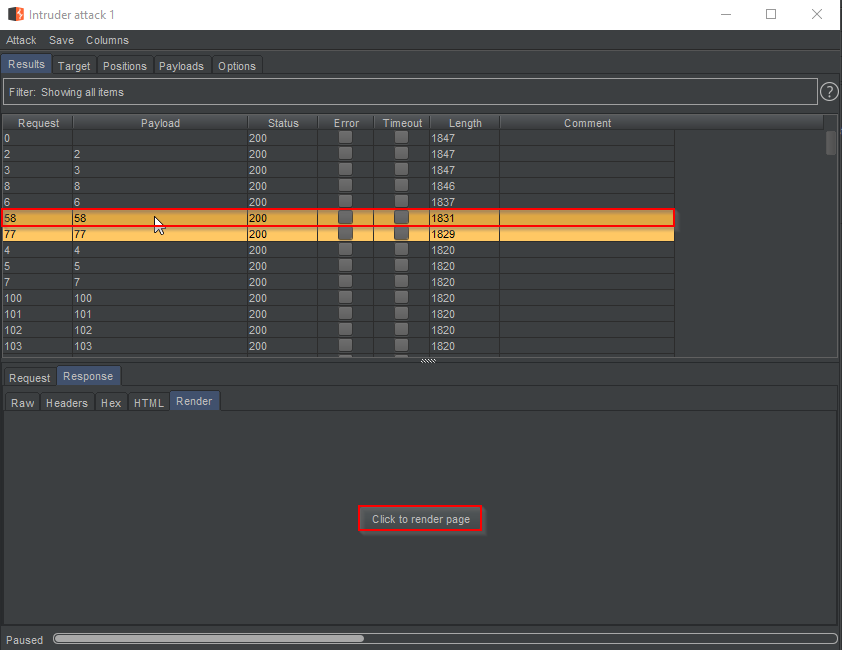 Intruder attack 1
Attack Save Columns
Results Target Positions Payloads Options
Filter: Showing all items ?
Request Payload Status Error Timeout Length Comment
0 200 1847
2 2 200 1847
3 3 200 1847
8 8 200 1846
6 6 200 1837
58 58 200 1831
77 77 200 1829
4 4 200 1820
5 5 200 1820
7 7 200 1820
100 100 200 1820
101 101 200 1820
102 102 200 1820
103 103 200 1820
Request Response
Raw Headers Hex HTML Render
Click to render page
Paused